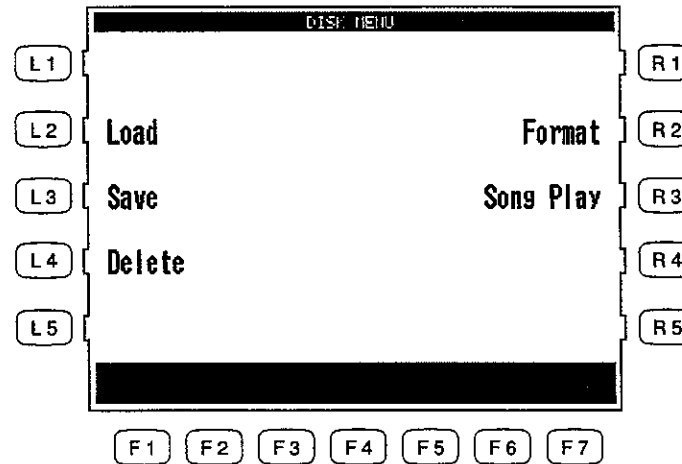 DISK MENU
L1 R1
L2 Load Format R2
L3 Save Song Play R3
L4 Delete R4
L5 R5
F1 F2 F3 F4 F5 F6 F7